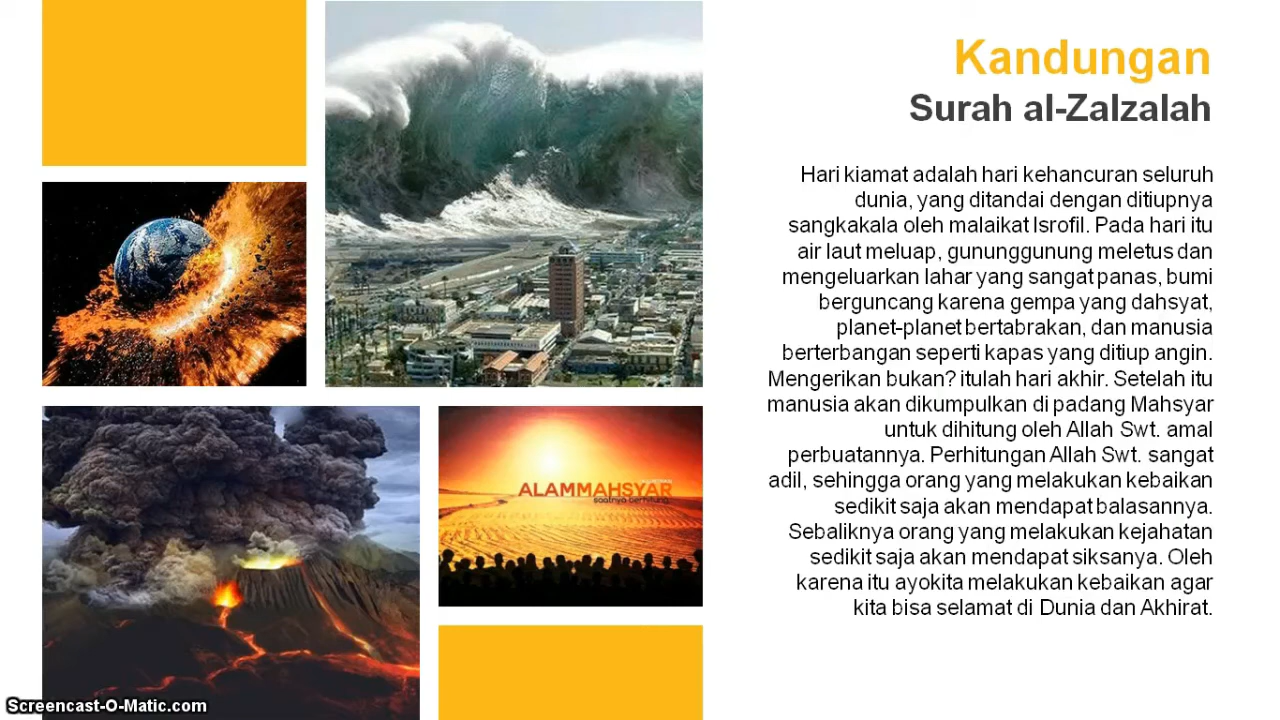 Kandungan
Surah al-Zalzalah
Hari kiamat adalah hari kehancuran seluruh
dunia, yang ditandai dengan ditiupnya
sangkakala oleh malaikat Isrofil. Pada hari itu
air laut meluap, gununggunung meletus dan
mengeluarkan lahar yang sangat panas, bumi
berguncang karena gempa yang dahsyat,
planet-planet bertabrakan, dan manusia
berterbangan seperti kapas yang ditiup angin.
Mengerikan bukan? itulah hari akhir. Setelah itu
manusia akan dikumpulkan di padang Mahsyar
untuk dihitung oleh Allah Swt. amal
perbuatannya. Perhitungan Allah Swt. sangat
adil, sehingga orang yang melakukan kebaikan
sedikit saja akan mendapat balasannya.
Sebaliknya orang yang melakukan kejahatan
sedikit saja akan mendapat siksanya. Oleh
karena itu ayokita melakukan kebaikan agar
kita bisa selamat di Dunia dan Akhirat.
ALAMMAHSYAR
saatnya berhitung
Screencast-O-Matic.com